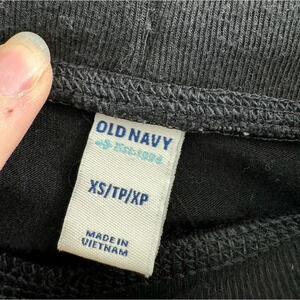 OLD NAVY
Est. 1994
XS/TP/XP
MADE IN
VIETNAM